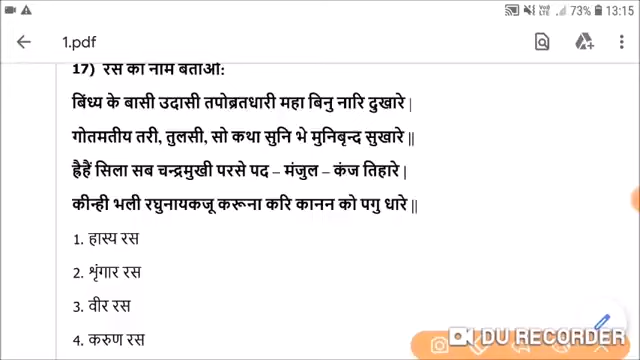 13:15
73%
1.pdf
17) रस का नाम बताओ:
बिंध्य के बासी उदासी तपोब्रतधारी महा बिनु नारि दुखारे |
गोतमतीय तरी, तुलसी, सो कथा सुनि भे मुनिबृन्द सुखारे ||
ह्रैहैं सिला सब चन्द्रमुखी परसे पद – मंजुल – कंज तिहारे |
कीन्ही भली रघुनायकजू करूना करि कानन को पगु धारे ||
1. हास्य रस
2. शृंगार रस
3. वीर रस
4. करुण रस
DU RECORDER